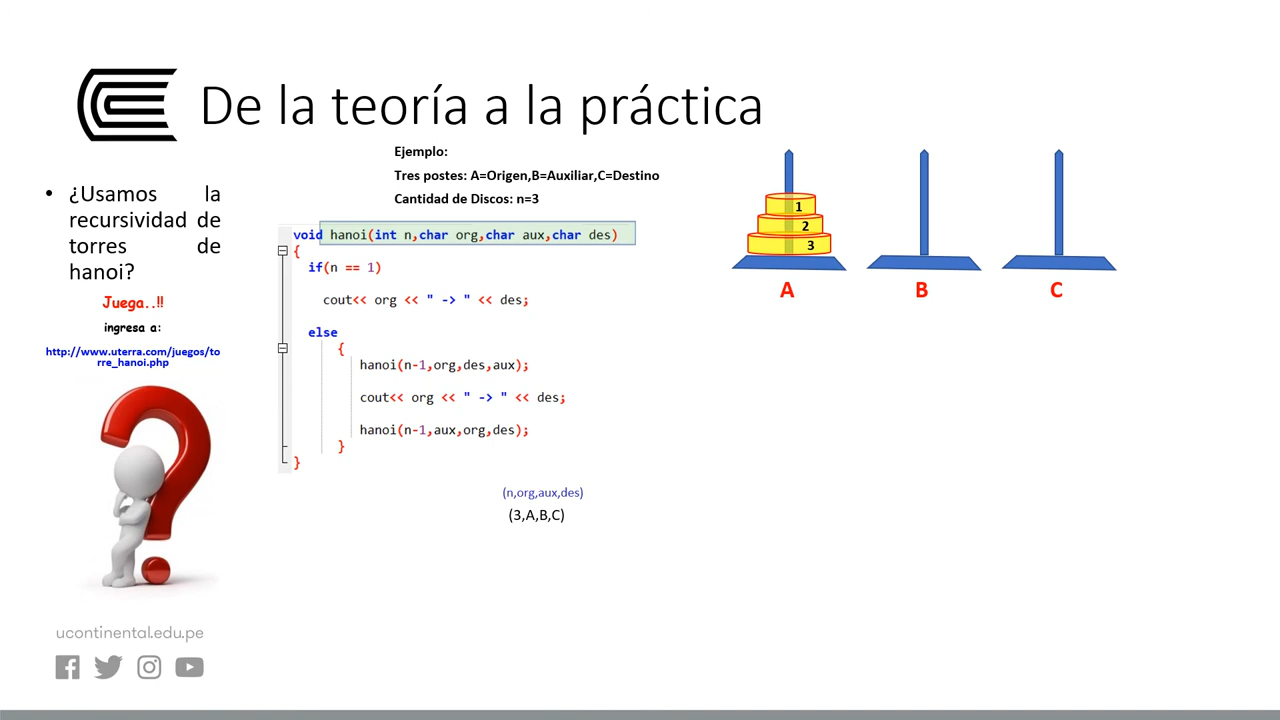 De la teoría a la práctica
• ¿Usamos la
recursividad de
torres de
hanoi?
Juega..!!
ingresa a:
http://www.uterra.com/juegos/to
rre_hanoi.php
Ejemplo:
Tres postes: A=Origen,B=Auxiliar,C=Destino
Cantidad de Discos: n=3
void hanoi(int n,char org,char aux,char des)
{
if(n == 1)
cout<< org << " -> " << des;
else
{
hanoi(n-1,org,des,aux);
cout<< org << " -> " << des;
hanoi(n-1,aux,org,des);
}
}
(n,org,aux,des)
(3,A,B,C)
1
2
3
A B C
ucontinental.edu.pe